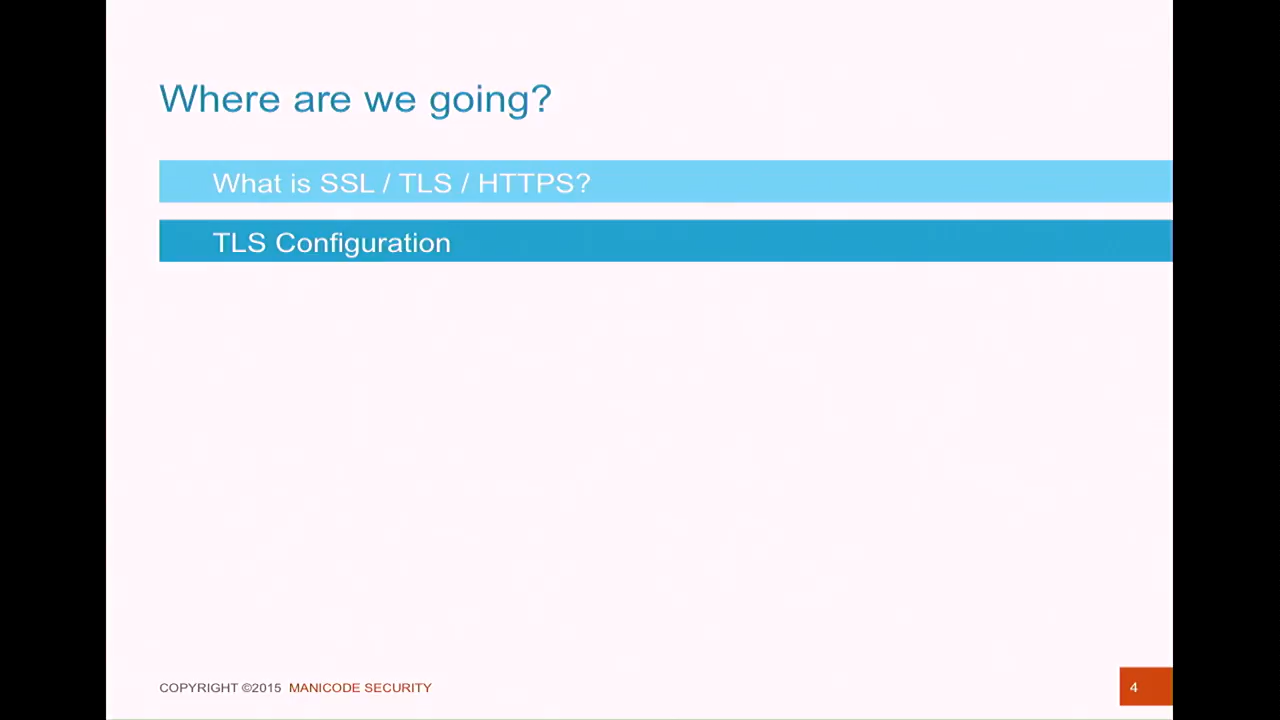 Where are we going?
What is SSL / TLS / HTTPS?
TLS Configuration
COPYRIGHT ©2015 MANICODE SECURITY
4